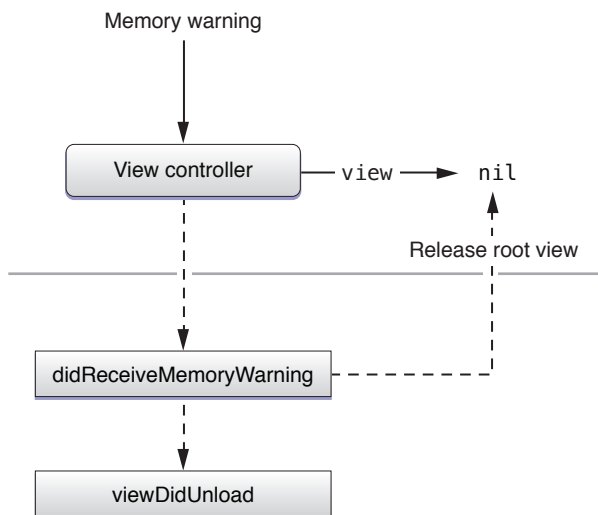 Memory warning
View controller
view
nil
Release root view
didReceiveMemoryWarning
viewDidUnload